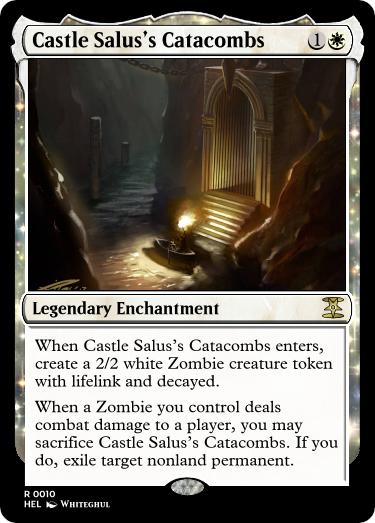 Castle Salus's Catacombs 1
Legendary Enchantment
When Castle Salus's Catacombs enters,
create a 2/2 white Zombie creature token
with lifelink and decayed.
When a Zombie you control deals
combat damage to a player, you may
sacrifice Castle Salus's Catacombs. If you
do, exile target nonland permanent.
R 0010
HEL Whiteghul